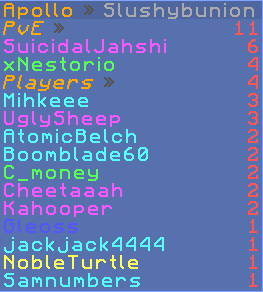 Apollo » Slushybunion
PvE » 11
SuicidalJahshi 6
xNestorio 4
Players » 4
Mihkeee 3
UglySheep 3
AtomicBelch 2
Boomblade60 2
C_money 2
Cheetaaah 2
Kahooper 2
Gleoss 1
jackjack4444 1
NobleTurtle 1
Samnumbers 1